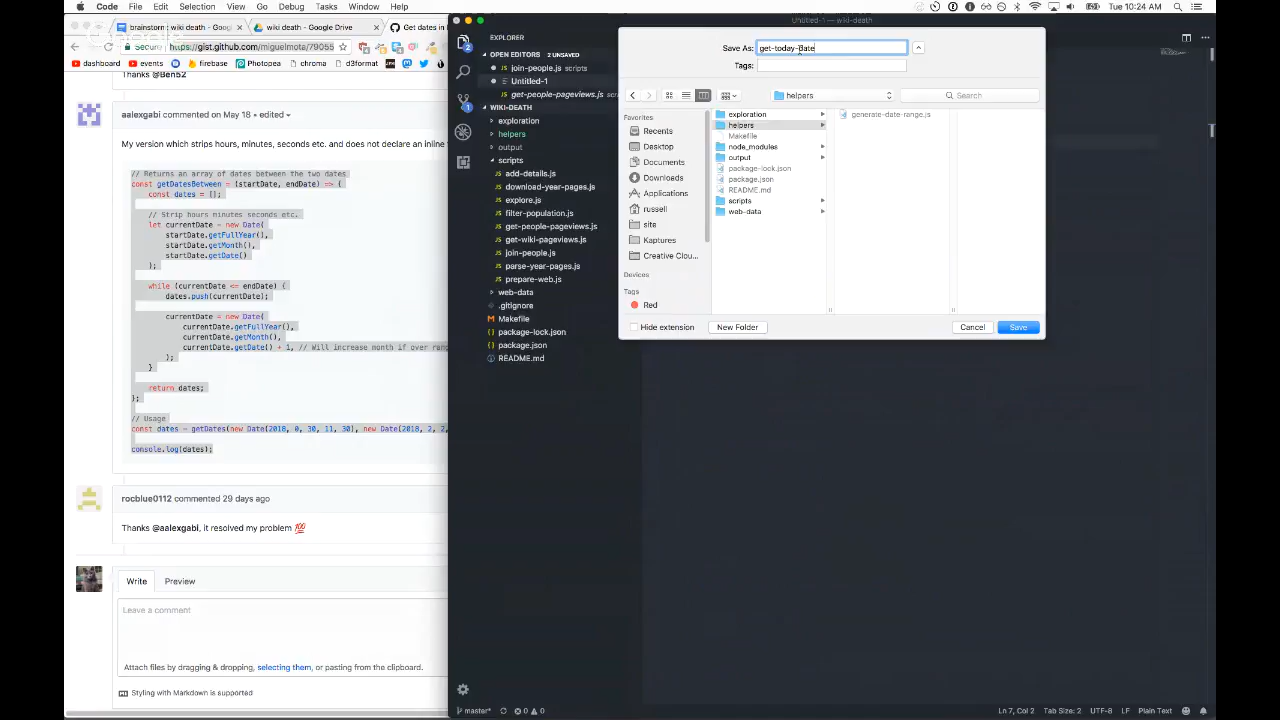 Code File Edit Selection View Go Debug Tasks Window Help
Tue 10:24 AM
brainstorm | wiki death - Googl
wiki death - Google Drive
Get dates in
Secure https://gist.github.com/miguelmota/79055
dashboard events firebase Photopea chroma d3format
Thanks @Ben52
aalexgabi commented on May 18 • edited
My version which strips hours, minutes, seconds etc. and does not declare an inline
// Returns an array of dates between the two dates
const getDatesBetween = (startDate, endDate) => {
const dates = [];
// Strip hours minutes seconds etc.
let currentDate = new Date(
startDate.getFullYear(),
startDate.getMonth(),
startDate.getDate()
);
while (currentDate <= endDate) {
dates.push(currentDate);
currentDate = new Date(
currentDate.getFullYear(),
currentDate.getMonth(),
currentDate.getDate() + 1, // Will increase month if over ran
);
}
return dates;
};
// Usage
const dates = getDates(new Date(2018, 0, 30, 11, 30), new Date(2018, 2, 2,
console.log(dates);
rocblue0112 commented 29 days ago
Thanks @aalexgabi, it resolved my problem 💯
Write Preview
Leave a comment
Attach files by dragging & dropping, selecting them, or pasting from the clipboard.
Styling with Markdown is supported
Untitled-1 — wiki-death
EXPLORER
OPEN EDITORS 2 UNSAVED
join-people.js scripts
Untitled-1
get-people-pageviews.js
WIKI-DEATH
exploration
helpers
output
scripts
add-details.js
download-year-pages.js
explore.js
filter-population.js
get-people-pageviews.js
get-wiki-pageviews.js
join-people.js
parse-year-pages.js
prepare-web.js
web-data
.gitignore
Makefile
package-lock.json
package.json
README.md
Save As: get-today-date
Tags:
helpers
Search
Favorites
Recents
Desktop
Documents
Downloads
Applications
russell
site
Kaptures
Creative Clou...
Devices
Tags
Red
exploration
helpers
Makefile
node_modules
output
package-lock.json
package.json
README.md
scripts
web-data
generate-date-range.js
Hide extension New Folder Cancel Save
master* 0 0
Ln 7, Col 2 Tab Size: 2 UTF-8 LF Plain Text